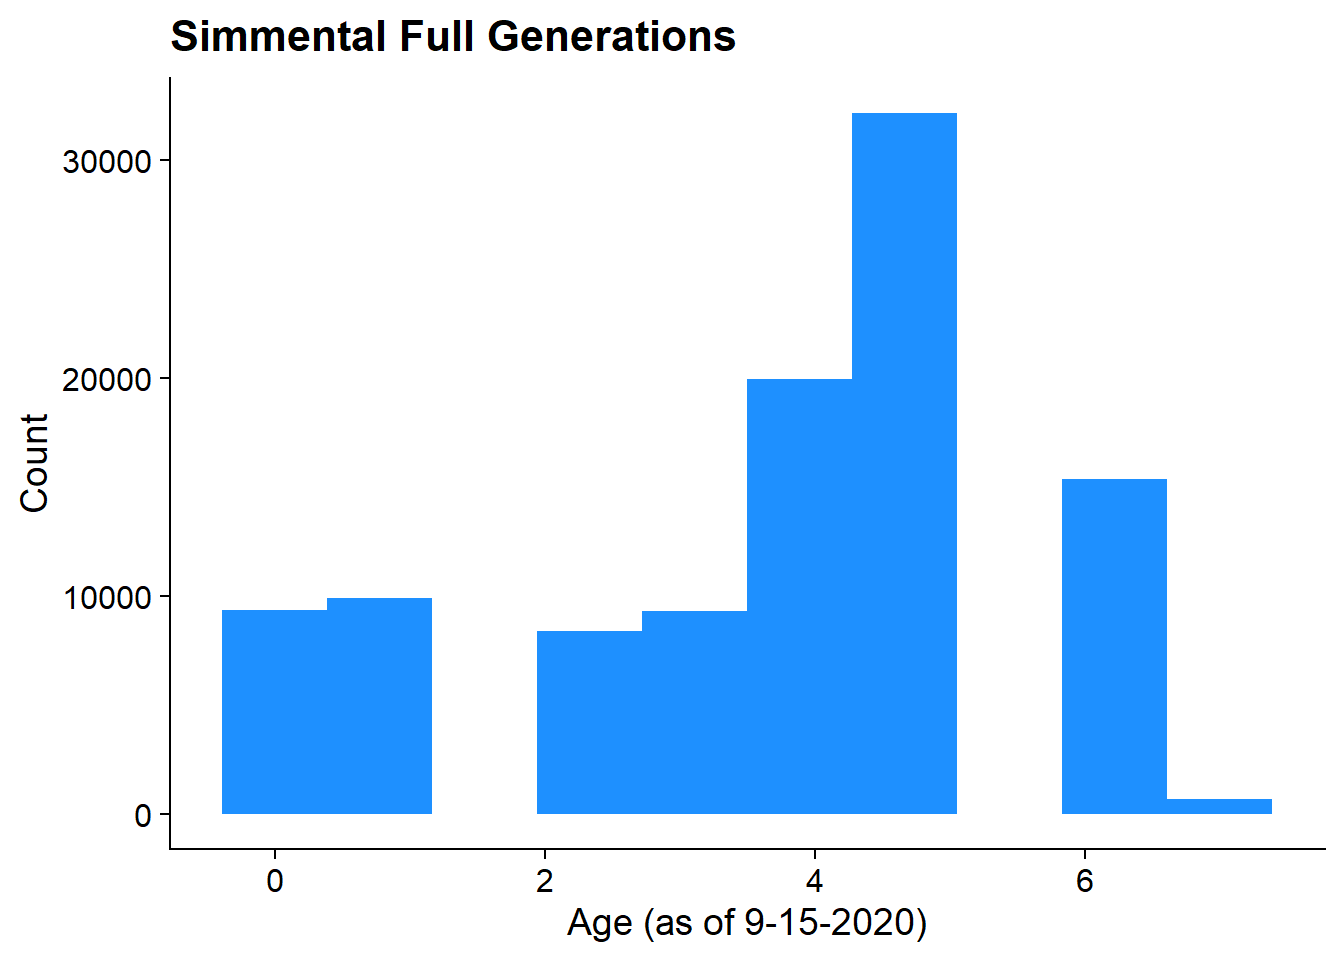 Simmental Full Generations
30000
20000
10000
0
Count
0 2 4 6
Age (as of 9-15-2020)